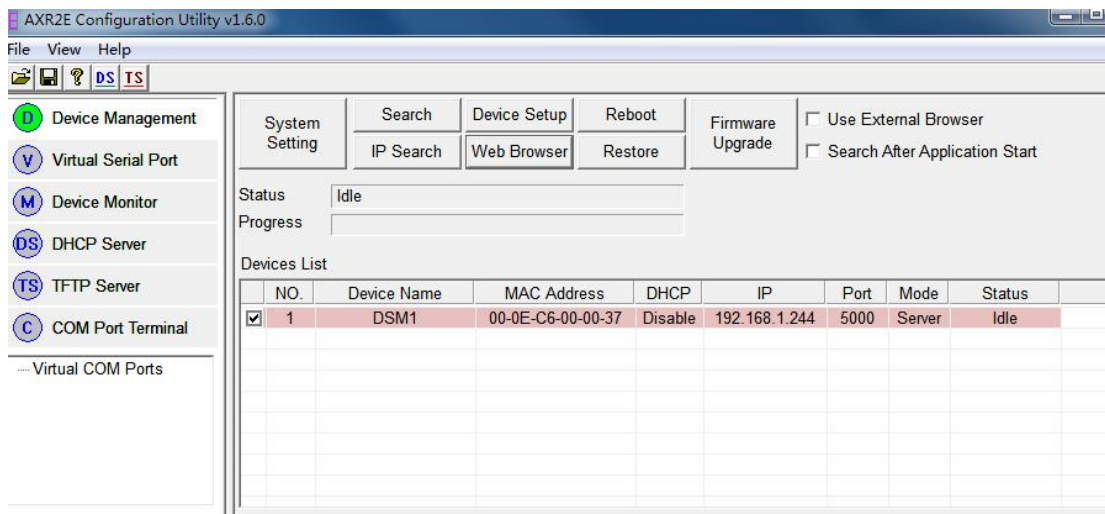 AXR2E Configuration Utility v1.6.0
File View Help
DS TS
D Device Management
V Virtual Serial Port
M Device Monitor
DS DHCP Server
TS TFTP Server
C COM Port Terminal
Virtual COM Ports
System Setting
Search Device Setup Reboot
IP Search Web Browser Restore
Firmware Upgrade
Use External Browser
Search After Application Start
Status Idle
Progress
Devices List
NO. Device Name MAC Address DHCP IP Port Mode Status
1 DSM1 00-0E-C6-00-00-37 Disable 192.168.1.244 5000 Server Idle